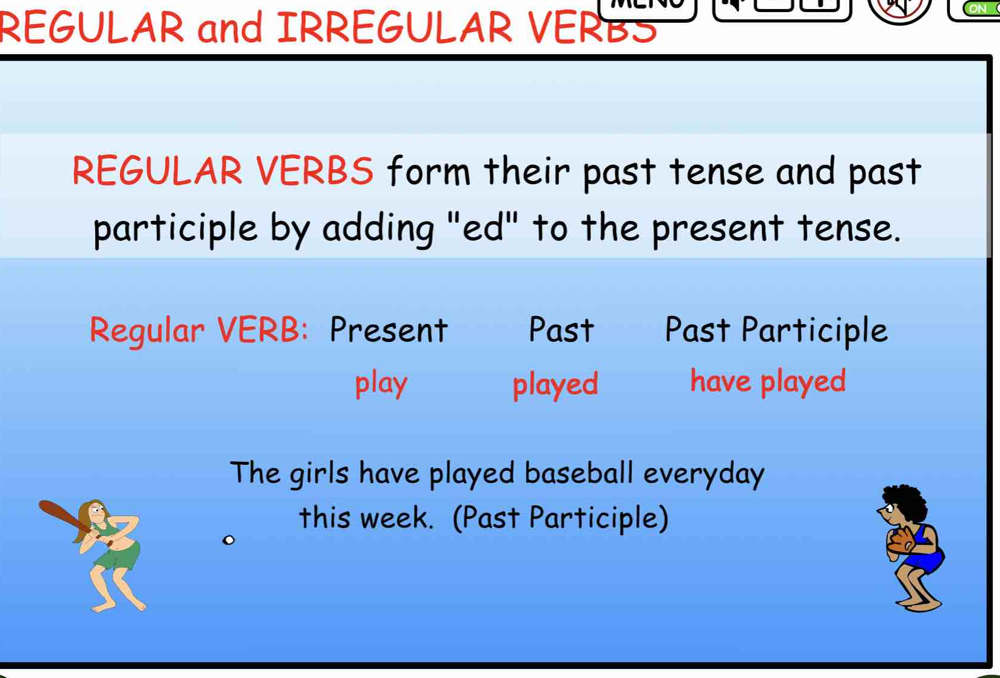 MENU
ON
REGULAR and IRREGULAR VERBS
REGULAR VERBS form their past tense and past
participle by adding "ed" to the present tense.
Regular VERB: Present Past Past Participle
play played have played
The girls have played baseball everyday
this week. (Past Participle)